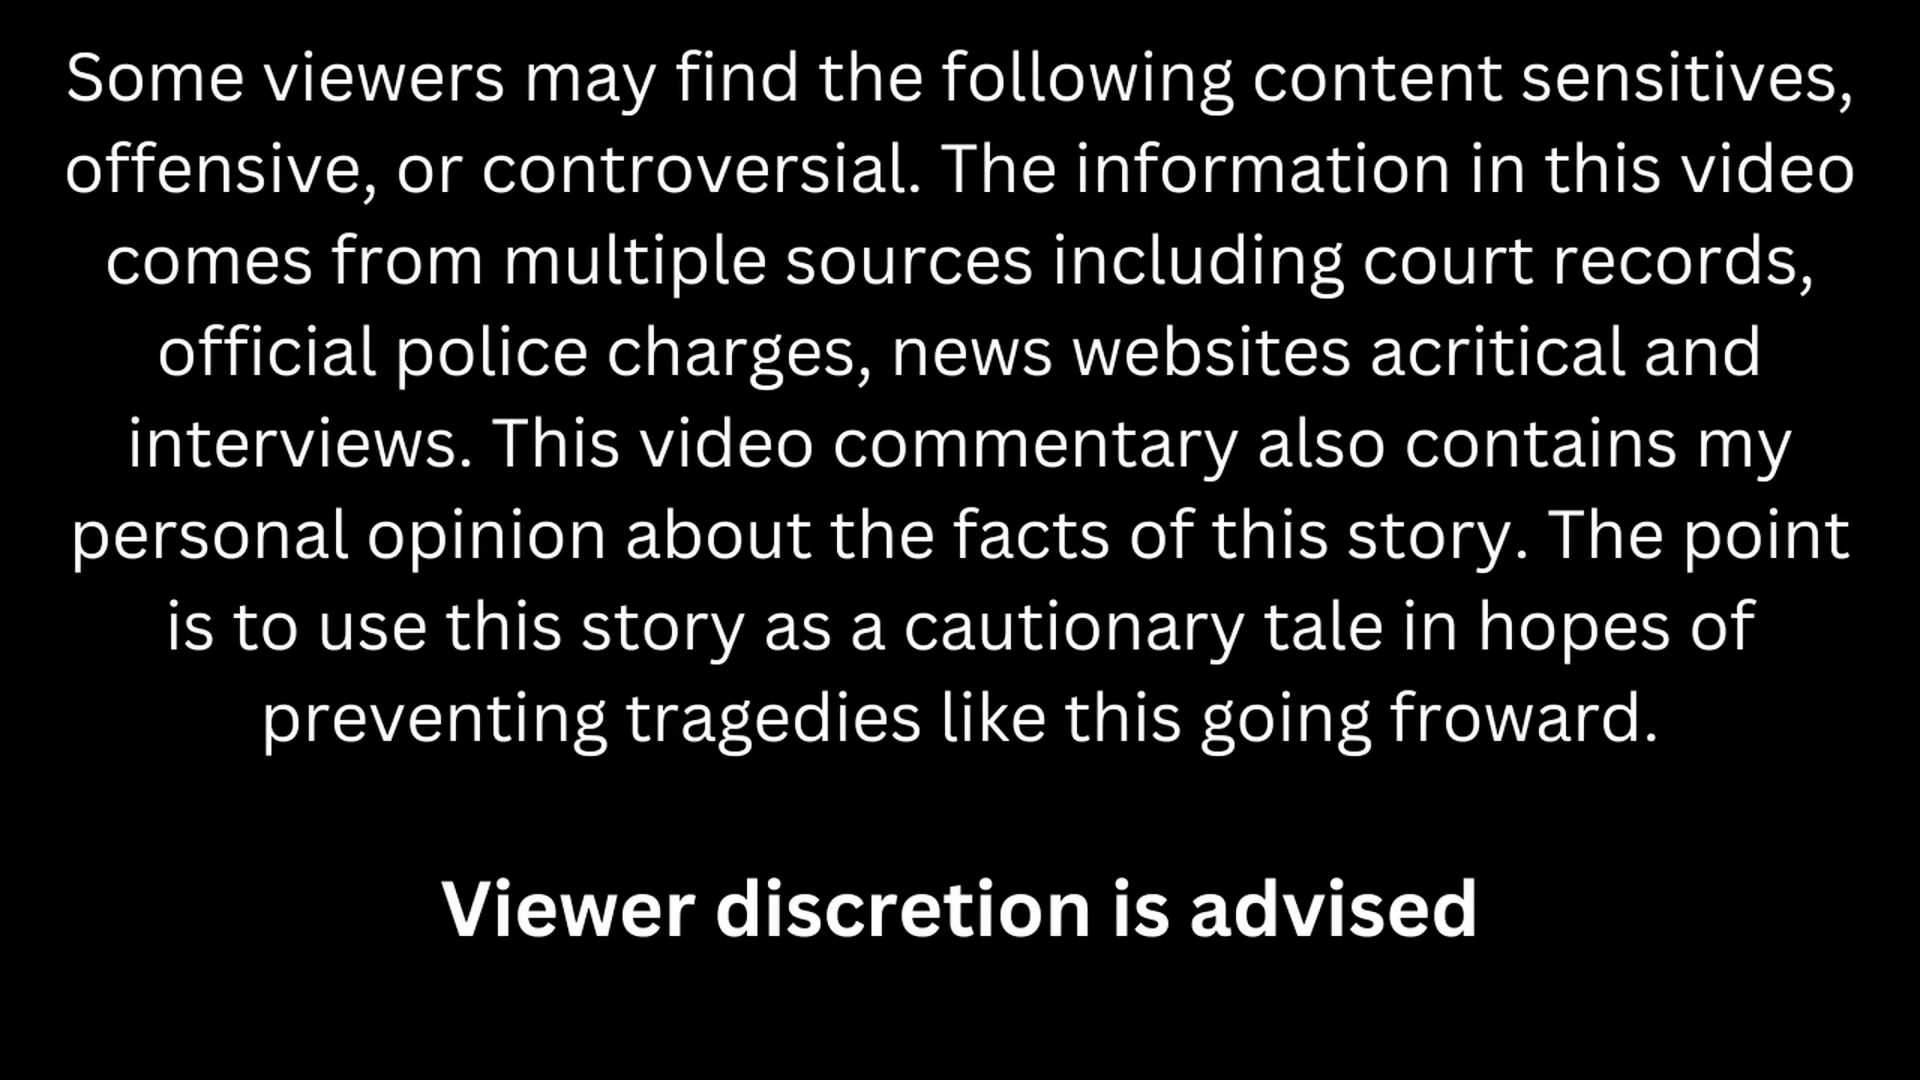 Some viewers may find the following content sensitives,
offensive, or controversial. The information in this video
comes from multiple sources including court records,
official police charges, news websites acritical and
interviews. This video commentary also contains my
personal opinion about the facts of this story. The point
is to use this story as a cautionary tale in hopes of
preventing tragedies like this going froward.
Viewer discretion is advised